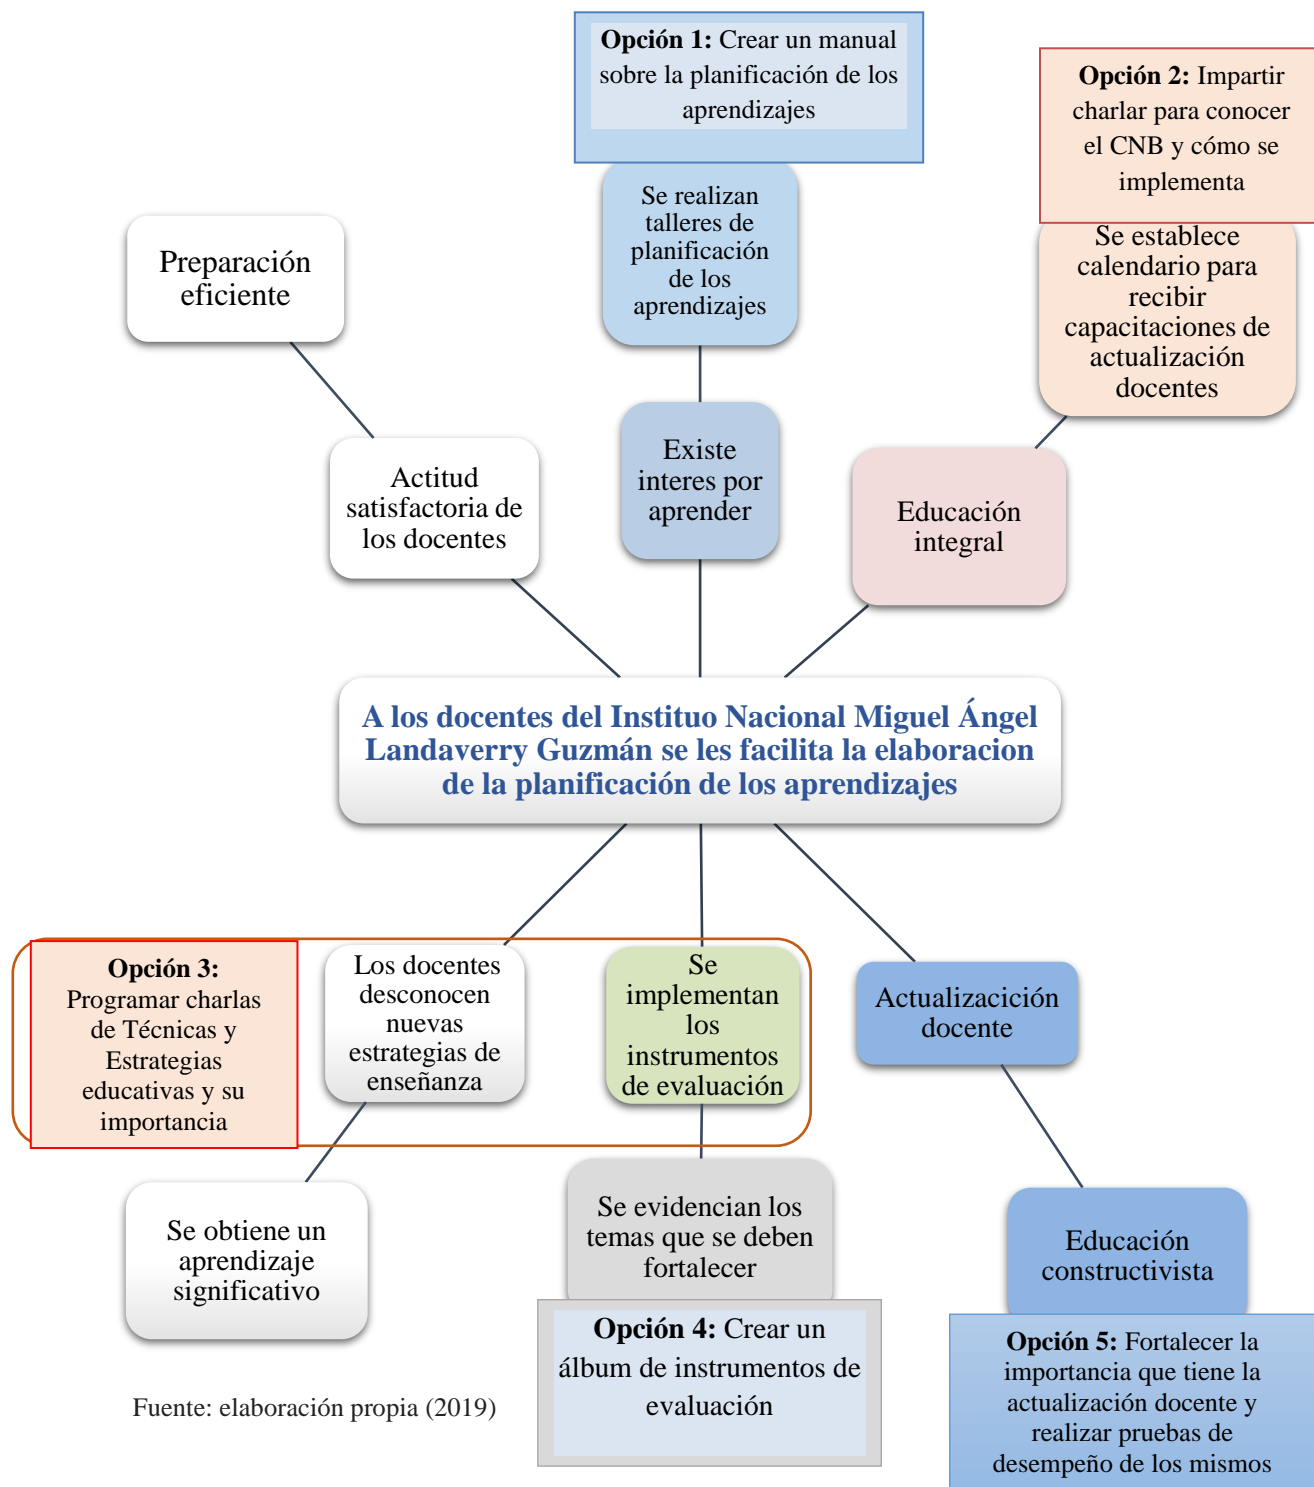 Opción 1: Crear un manual
sobre la planificación de los
aprendizajes
Opción 2: Impartir
charlar para conocer
el CNB y cómo se
implementa
Se realizan
talleres de
planificación
de los
aprendizajes
Se establece
calendario para
recibir
capacitaciones de
actualización
docentes
Preparación
eficiente
Actitud
satisfactoria de
los docentes
Existe
interes por
aprender
Educación
integral
A los docentes del Instituo Nacional Miguel Ángel
Landaverry Guzmán se les facilita la elaboracion
de la planificación de los aprendizajes
Opción 3:
Programar charlas
de Técnicas y
Estrategias
educativas y su
importancia
Los docentes
desconocen
nuevas
estrategias de
enseñanza
Se
implementan
los
instrumentos
de evaluación
Actualizacición
docente
Se obtiene un
aprendizaje
significativo
Se evidencian los
temas que se deben
fortalecer
Educación
constructivista
Opción 4: Crear un
álbum de instrumentos de
evaluación
Opción 5: Fortalecer la
importancia que tiene la
actualización docente y
realizar pruebas de
desempeño de los mismos
Fuente: elaboración propia (2019)